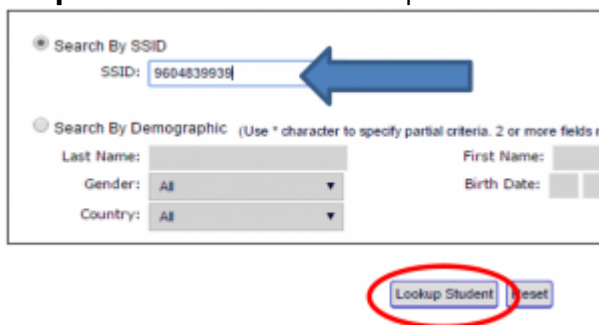 Search By SSID
SSID: 9604839939
Search By Demographic (Use * character to specify partial criteria. 2 or more fields
Last Name: First Name:
Gender: All Birth Date:
Country: All
Lookup Student Reset